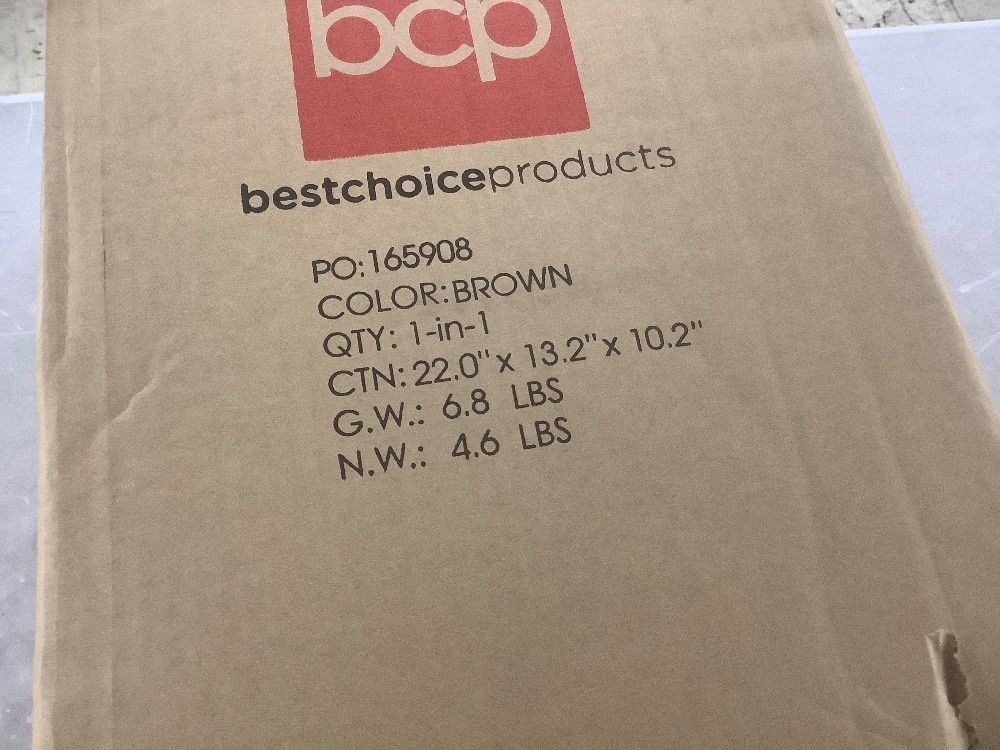 bcp
bestchoiceproducts
PO:165908
COLOR:BROWN
QTY: 1-in-1
CTN: 22.0" x 13.2" x 10.2"
G.W.: 6.8 LBS
N.W.: 4.6 LBS